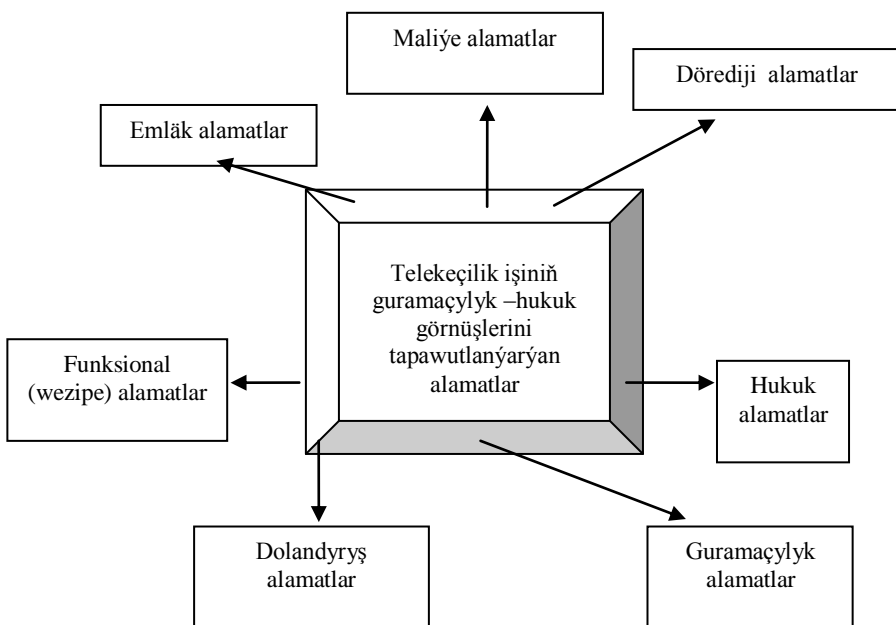 Maliýe alamatlar
Dörediji alamatlar
Emläk alamatlar
Telekeçilik işiniň
guramaçylyk –hukuk
görnüşlerini
tapawutlanýarýan
alamatlar
Funksional
(wezipe) alamatlar
Hukuk
alamatlar
Dolandyryş
alamatlar
Guramaçylyk
alamatlar